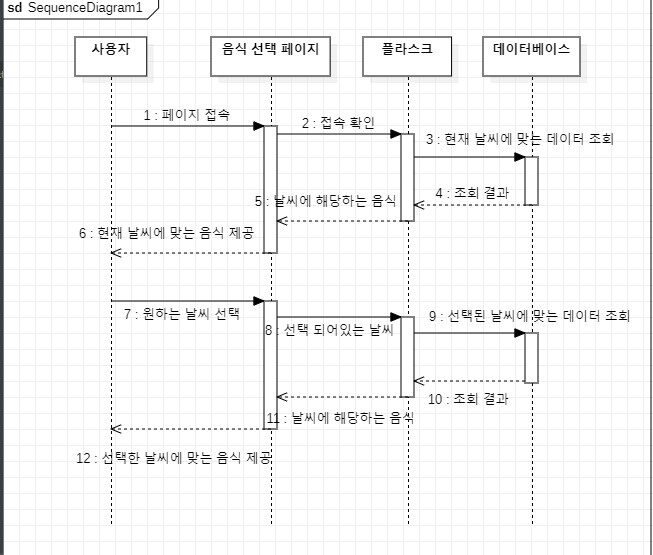 sd SequenceDiagram1
사용자
음식 선택 페이지
플라스크
데이터베이스
1 : 페이지 접속
2 : 접속 확인
3 : 현재 날씨에 맞는 데이터 조회
4 : 조회 결과
5 : 날씨에 해당하는 음식
6 : 현재 날씨에 맞는 음식 제공
7 : 원하는 날씨 선택
8 : 선택 되어있는 날씨
9 : 선택된 날씨에 맞는 데이터 조회
10 : 조회 결과
11 : 날씨에 해당하는 음식
12 : 선택한 날씨에 맞는 음식 제공